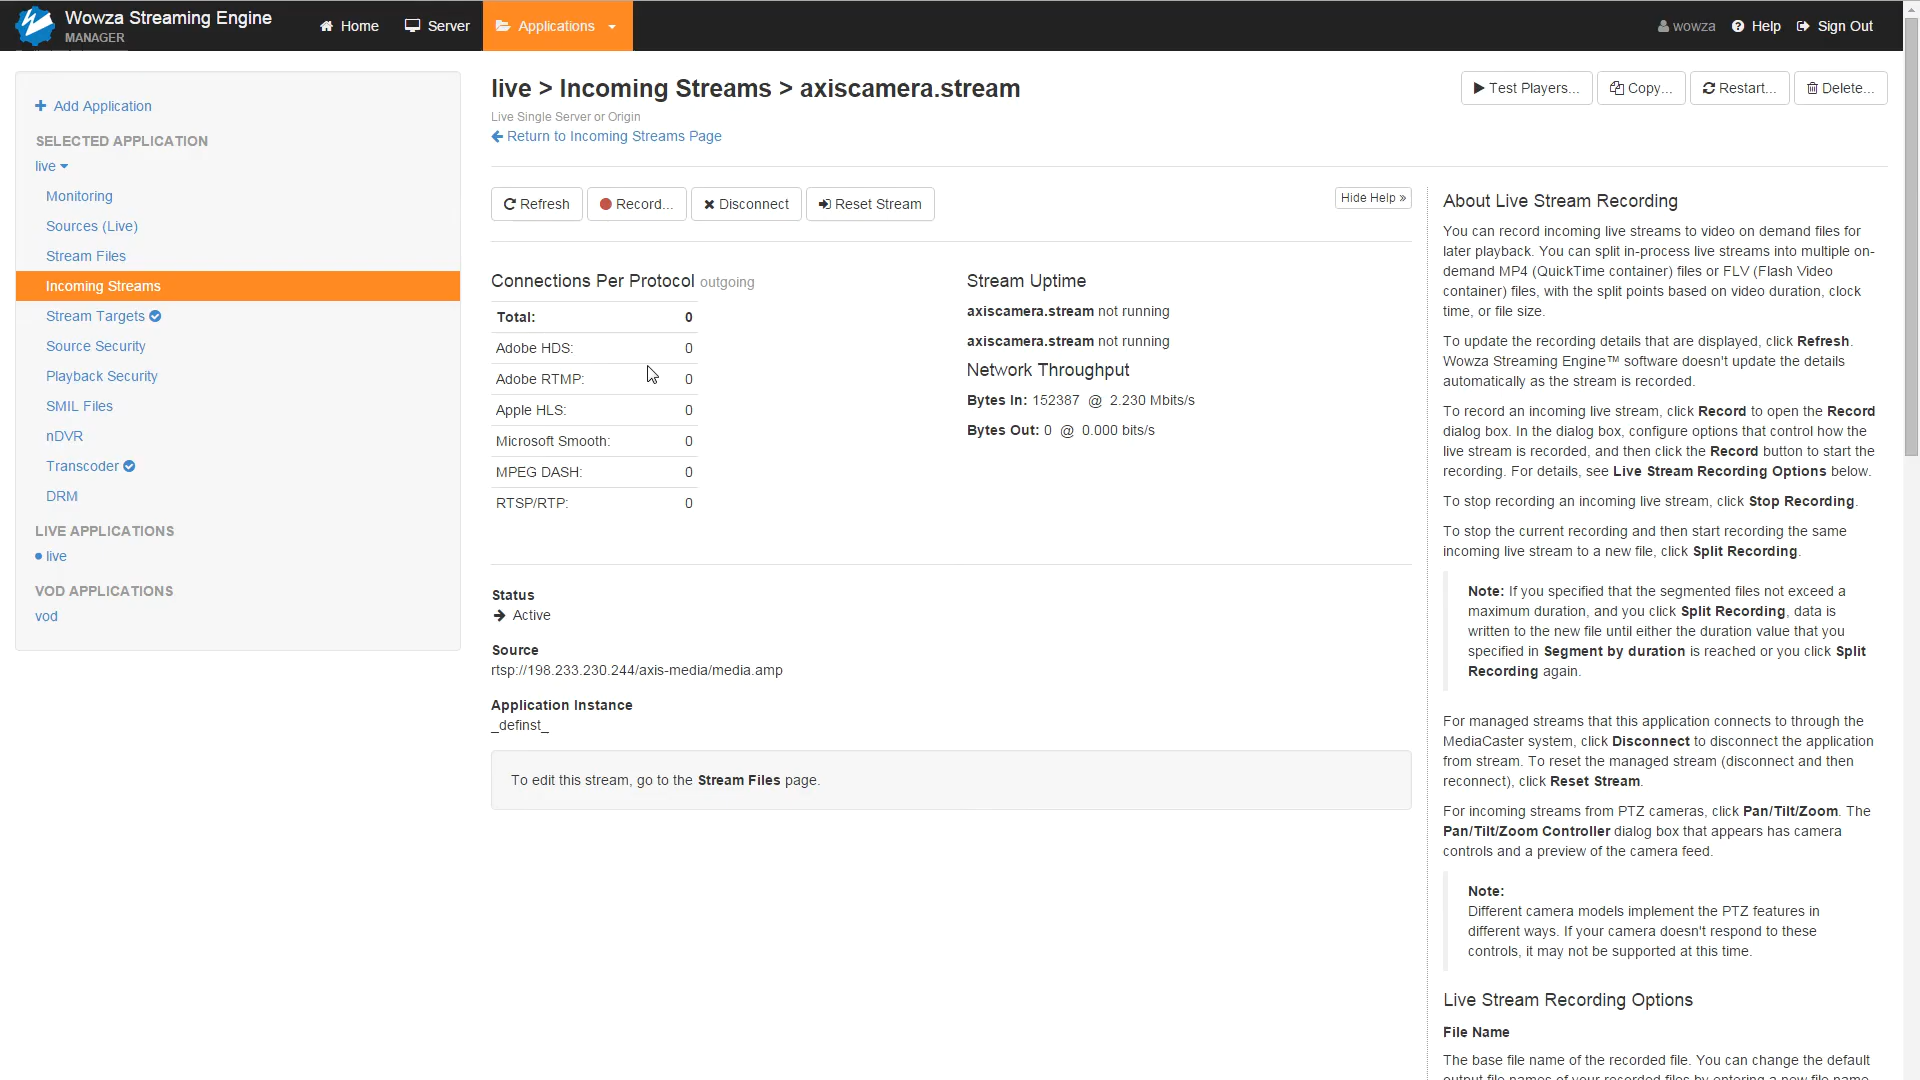 Wowza Streaming Engine
MANAGER
Home
Server
Applications
wowza
Help
Sign Out
Add Application
SELECTED APPLICATION
live
Monitoring
Sources (Live)
Stream Files
Incoming Streams
Stream Targets
Source Security
Playback Security
SMIL Files
nDVR
Transcoder
DRM
LIVE APPLICATIONS
live
VOD APPLICATIONS
vod
live > Incoming Streams > axiscamera.stream
Live Single Server or Origin
Return to Incoming Streams Page
Test Players...
Copy...
Restart...
Delete...
Refresh
Record...
Disconnect
Reset Stream
Hide Help »
Connections Per Protocol outgoing
Total: 0
Adobe HDS: 0
Adobe RTMP: 0
Apple HLS: 0
Microsoft Smooth: 0
MPEG DASH: 0
RTSP/RTP: 0
Stream Uptime
axiscamera.stream not running
axiscamera.stream not running
Network Throughput
Bytes In: 152387 @ 2.230 Mbits/s
Bytes Out: 0 @ 0.000 bits/s
Status
Active
Source
rtsp://198.233.230.244/axis-media/media.amp
Application Instance
_definst_
To edit this stream, go to the Stream Files page.
About Live Stream Recording
You can record incoming live streams to video on demand files for
later playback. You can split in-process live streams into multiple on-
demand MP4 (QuickTime container) files or FLV (Flash Video
container) files, with the split points based on video duration, clock
time, or file size.
To update the recording details that are displayed, click Refresh.
Wowza Streaming Engine™ software doesn't update the details
automatically as the stream is recorded.
To record an incoming live stream, click Record to open the Record
dialog box. In the dialog box, configure options that control how the
live stream is recorded, and then click the Record button to start the
recording. For details, see Live Stream Recording Options below.
To stop recording an incoming live stream, click Stop Recording.
To stop the current recording and then start recording the same
incoming live stream to a new file, click Split Recording.
Note: If you specified that the segmented files not exceed a
maximum duration, and you click Split Recording, data is
written to the new file until either the duration value that you
specified in Segment by duration is reached or you click Split
Recording again.
For managed streams that this application connects to through the
MediaCaster system, click Disconnect to disconnect the application
from stream. To reset the managed stream (disconnect and then
reconnect), click Reset Stream.
For incoming streams from PTZ cameras, click Pan/Tilt/Zoom. The
Pan/Tilt/Zoom Controller dialog box that appears has camera
controls and a preview of the camera feed.
Note:
Different camera models implement the PTZ features in
different ways. If your camera doesn't respond to these
controls, it may not be supported at this time.
Live Stream Recording Options
File Name
The base file name of the recorded file. You can change the default
output file names of your recorded files by entering a new file name